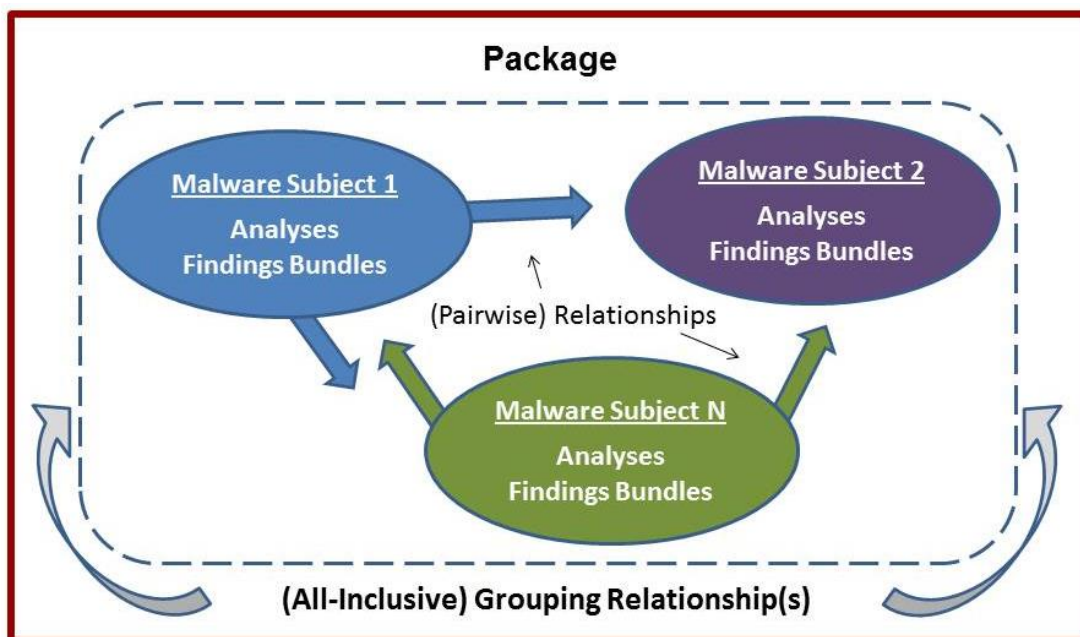 Package
Malware Subject 1
Analyses
Findings Bundles
Malware Subject 2
Analyses
Findings Bundles
(Pairwise) Relationships
Malware Subject N
Analyses
Findings Bundles
(All-Inclusive) Grouping Relationship(s)